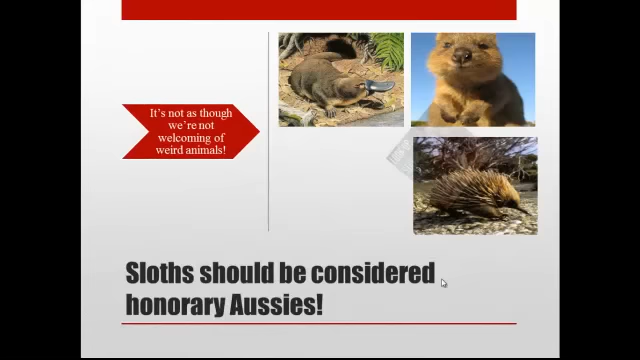 It's not as though
we're not
welcoming of
weird animals!
Sloths should be considered
honorary Aussies!